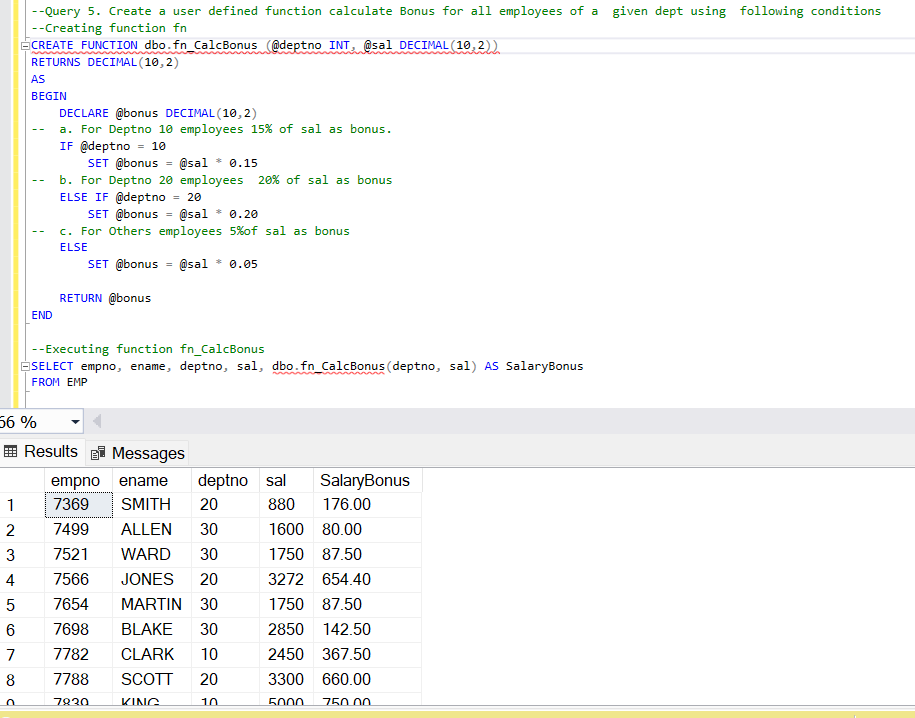 --Query 5. Create a user defined function calculate Bonus for all employees of a  given dept using  following conditions
--Creating function fn
CREATE FUNCTION dbo.fn_CalcBonus (@deptno INT, @sal DECIMAL(10,2))
RETURNS DECIMAL(10,2)
AS
BEGIN
    DECLARE @bonus DECIMAL(10,2)
--  a. For Deptno 10 employees 15% of sal as bonus.
    IF @deptno = 10
        SET @bonus = @sal * 0.15
--  b. For Deptno 20 employees  20% of sal as bonus
    ELSE IF @deptno = 20
        SET @bonus = @sal * 0.20
--  c. For Others employees 5%of sal as bonus
    ELSE
        SET @bonus = @sal * 0.05
    RETURN @bonus
END
--Executing function fn_CalcBonus
SELECT empno, ename, deptno, sal, dbo.fn_CalcBonus(deptno, sal) AS SalaryBonus
FROM EMP
66 %
Results Messages
empno ename deptno sal SalaryBonus
1 7369 SMITH 20 880 176.00
2 7499 ALLEN 30 1600 80.00
3 7521 WARD 30 1750 87.50
4 7566 JONES 20 3272 654.40
5 7654 MARTIN 30 1750 87.50
6 7698 BLAKE 30 2850 142.50
7 7782 CLARK 10 2450 367.50
8 7788 SCOTT 20 3300 660.00
9 7839 KING 10 5000 750.00